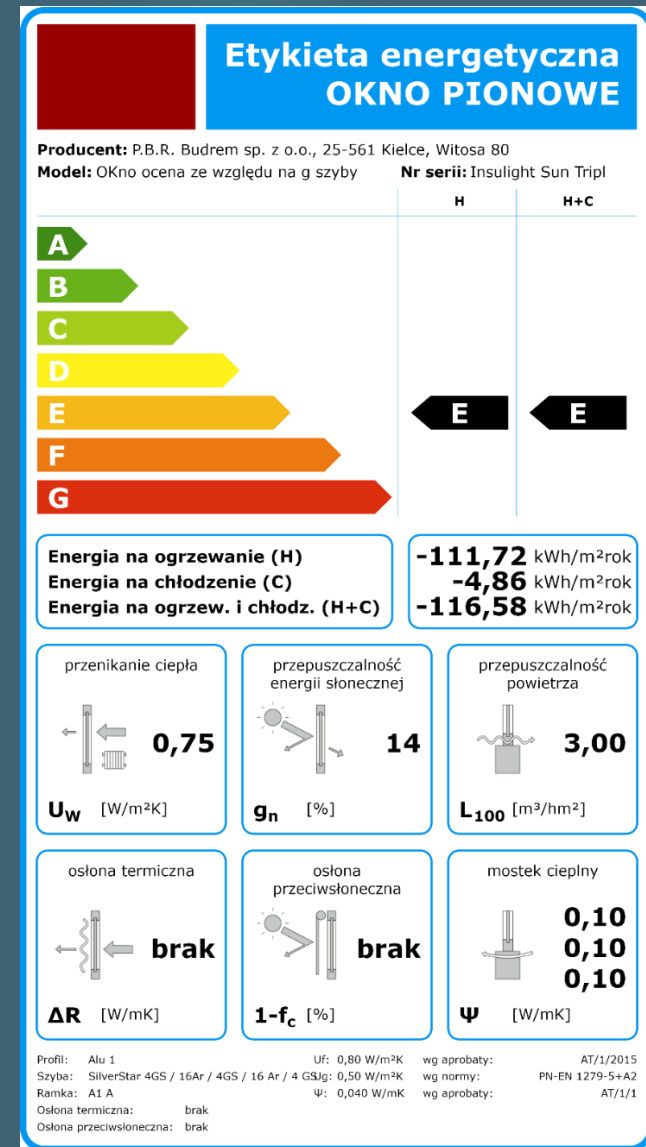 Etykieta energetyczna
OKNO PIONOWE
Producent: P.B.R. Budrem sp. z o.o., 25-561 Kielce, Witosa 80
Model: OKno ocena ze względu na g szyby Nr serii: Insulight Sun Tripl
H H+C
A
B
C
D
E E E
F
G
Energia na ogrzewanie (H) -111,72 kWh/m²rok
Energia na chłodzenie (C) -4,86 kWh/m²rok
Energia na ogrzew. i chłodz. (H+C) -116,58 kWh/m²rok
przenikanie ciepła
0,75
Uw [W/m²K]
przepuszczalność
energii słonecznej
14
gn [%]
przepuszczalność
powietrza
3,00
L100 [m³/hm²]
osłona termiczna
brak
ΔR [W/mK]
osłona
przeciwsłoneczna
brak
1-fc [%]
mostek cieplny
0,10
0,10
0,10
Ψ [W/mK]
Profil: Alu 1 Uf: 0,80 W/m²K wg aprobaty: AT/1/2015
Szyba: SilverStar 4GS / 16Ar / 4GS / 16 Ar / 4 GS Ug: 0,50 W/m²K wg normy: PN-EN 1279-5+A2
Ramka: A1 A Ψ: 0,040 W/mK wg aprobaty: AT/1/1
Osłona termiczna: brak
Osłona przeciwsłoneczna: brak